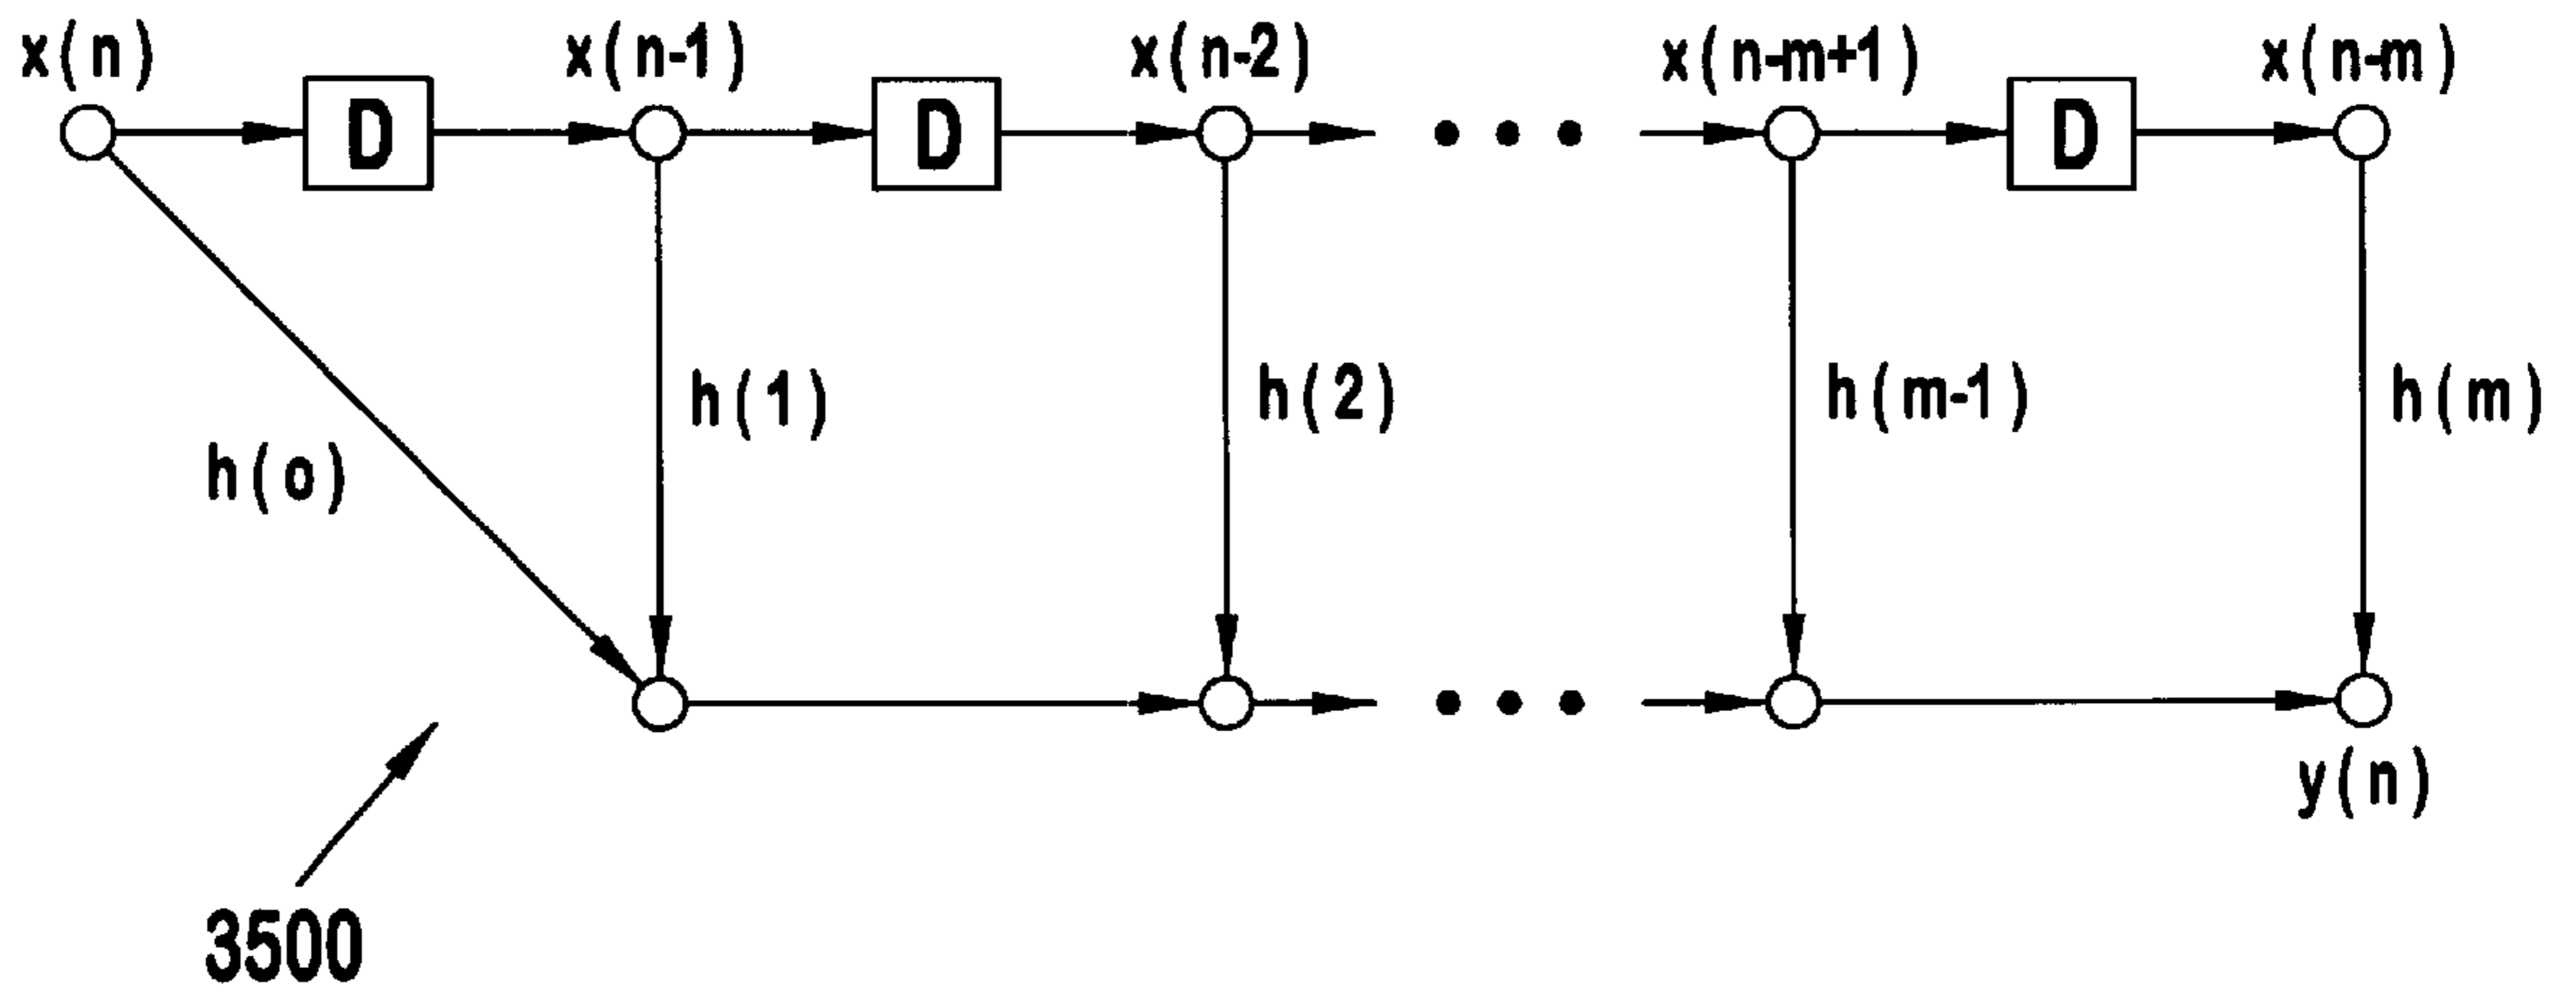 x(n) x(n-1) x(n-2) x(n-m+1) x(n-m)
D D D
h(o) h(1) h(2) h(m-1) h(m)
y(n)
3500